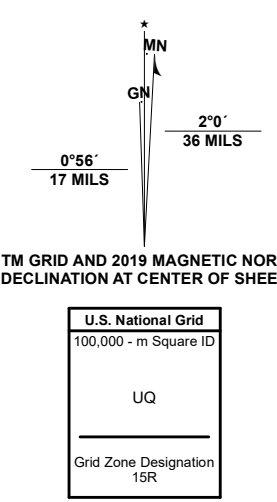 ★
MN
GN
2°0´
36 MILS
0°56´
17 MILS
TM GRID AND 2019 MAGNETIC NOR
DECLINATION AT CENTER OF SHEE
U.S. National Grid
100,000 - m Square ID
UQ
Grid Zone Designation
15R